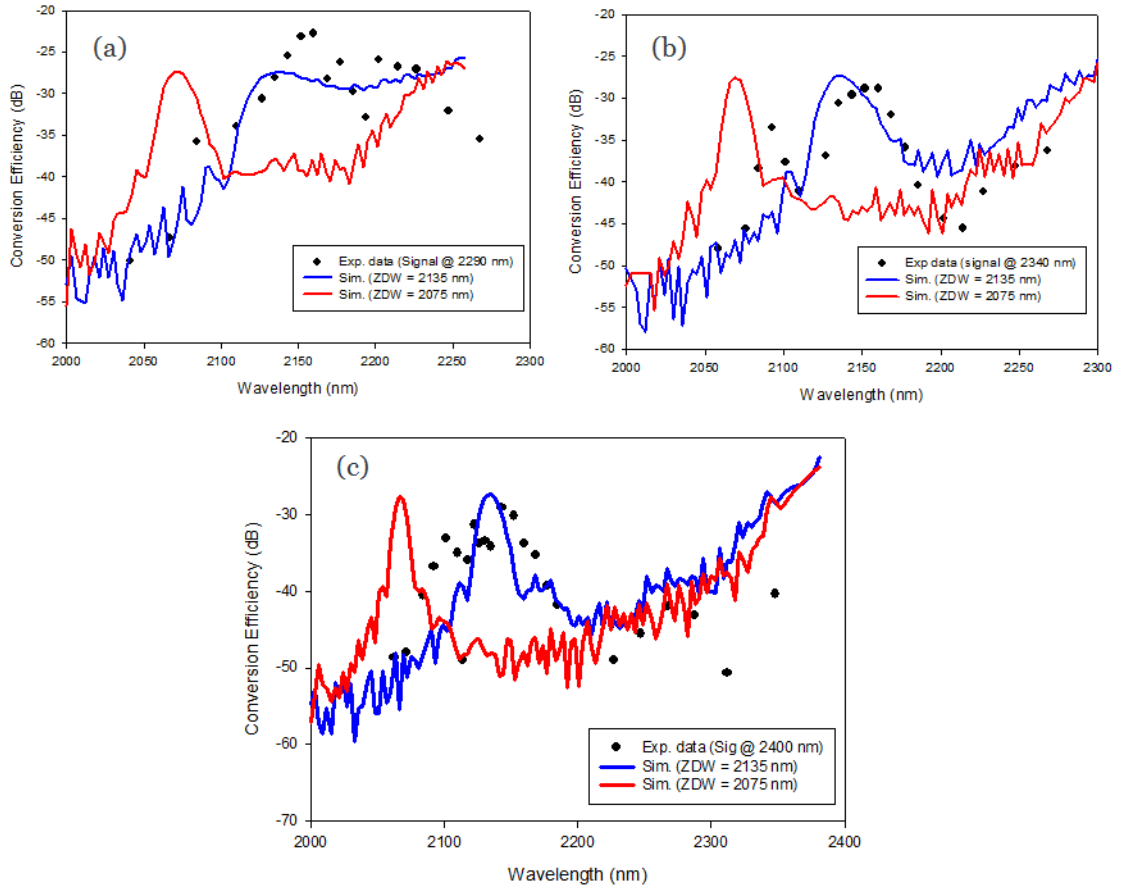 (a)
Conversion Efficiency (dB)
-20
-25
-30
-35
-40
-45
-50
-55
-60
Exp. data (Signal @ 2290 nm)
Sim. (ZDW = 2135 nm)
Sim. (ZDW = 2075 nm)
2000 2050 2100 2150 2200 2250 2300
Wavelength (nm)
(b)
Conversion Efficiency (dB)
-20
-25
-30
-35
-40
-45
-50
-55
-60
Exp data (signal @ 2340 nm)
Sim. (ZDW = 2135 nm)
Sim. (ZDW = 2075 nm)
2000 2050 2100 2150 2200 2250 2300
Wavelength (nm)
(c)
Conversion Efficiency (dB)
-20
-30
-40
-50
-60
-70
Exp. data (Sig @ 2400 nm)
Sim. (ZDW = 2135 nm)
Sim. (ZDW = 2075 nm)
2000 2100 2200 2300 2400
Wavelength (nm)